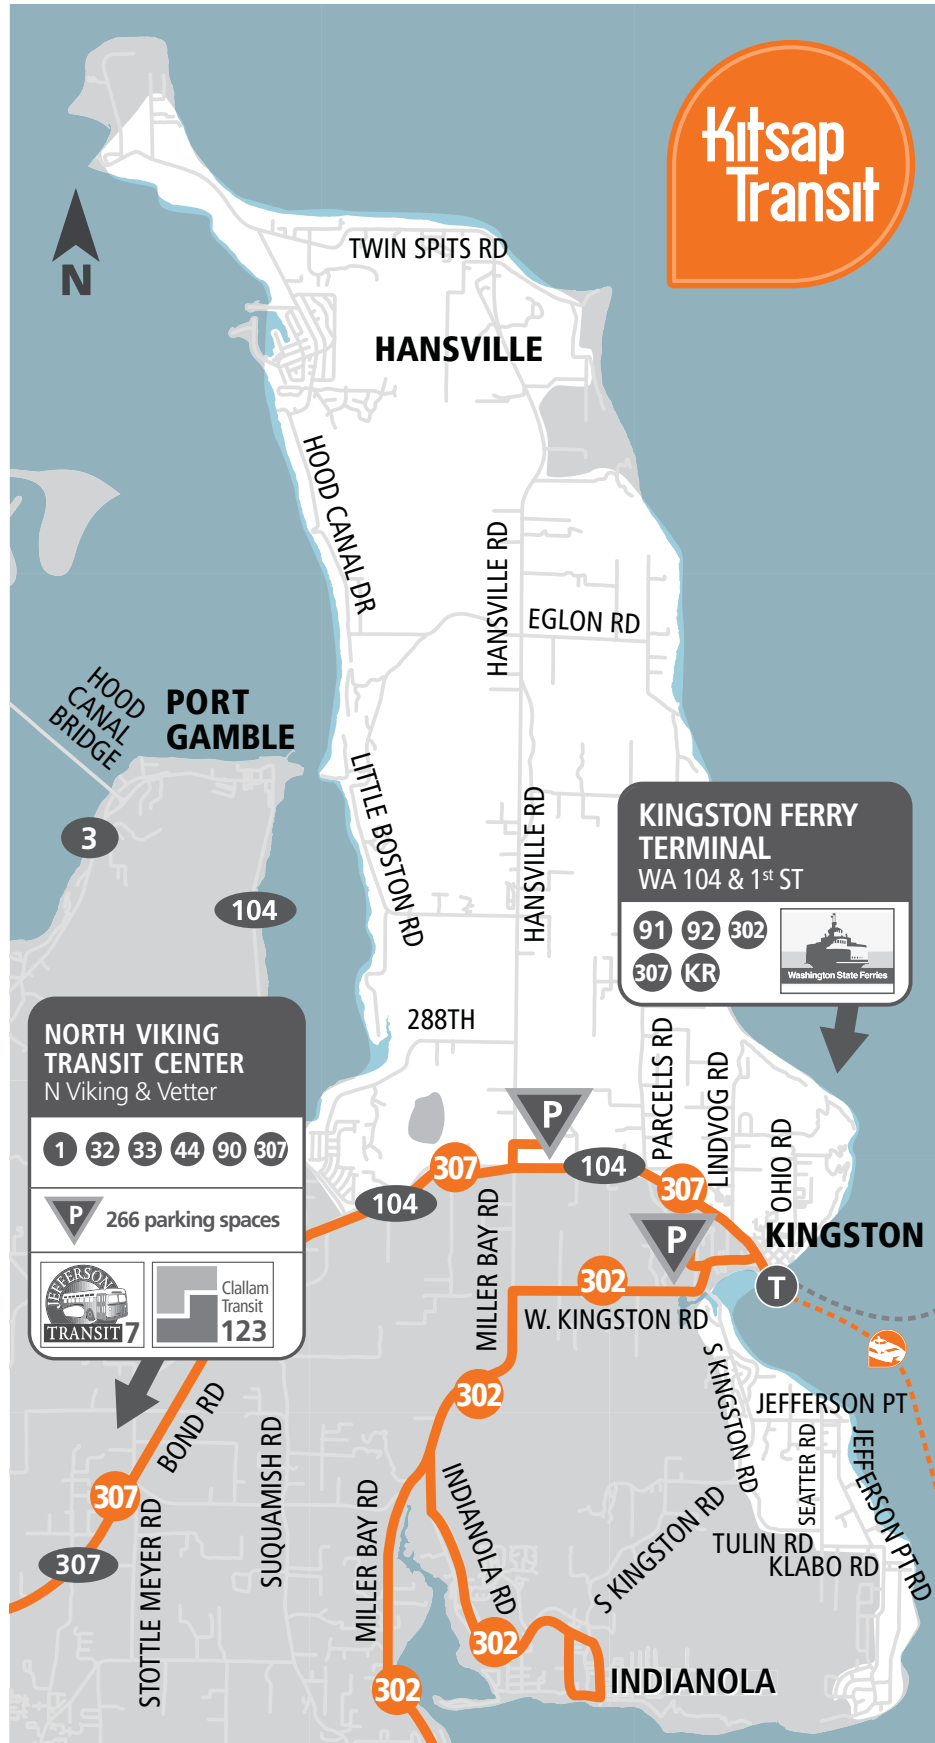 Kitsap
Transit
N
TWIN SPITS RD
HANSVILLE
HOOD CANAL DR
HANSVILLE RD
EGLON RD
HOOD
CANAL
BRIDGE
PORT
GAMBLE
3
104
LITTLE BOSTON RD
HANSVILLE RD
KINGSTON FERRY
TERMINAL
WA 104 & 1st ST
91 92 302
307 KR
Washington State Ferries
NORTH VIKING
TRANSIT CENTER
N Viking & Vetter
1 32 33 44 90 307
P 266 parking spaces
JEFFERSON
TRANSIT 7
Clallam
Transit
123
288TH
PARCELLS RD
LINDVOG RD
OHIO RD
P
307
104
307
104
P
KINGSTON
T
MILLER BAY RD
302
W. KINGSTON RD
302
S KINGSTON RD
JEFFERSON PT
SEATTER RD
JEFFERSON PT RD
BOND RD
SUQUAMISH RD
307
307
STOTTLE MEYER RD
MILLER BAY RD
INDIANOLA RD
S KINGSTON RD
TULIN RD
KLABO RD
302
302
INDIANOLA